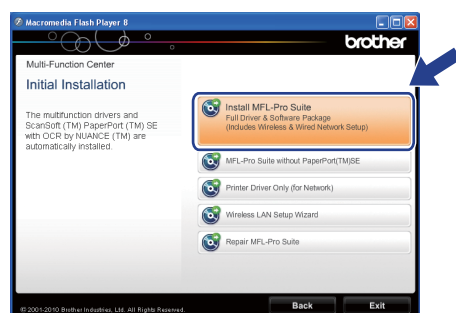 Macromedia Flash Player 8
brother
Multi-Function Center
Initial Installation
The multifunction drivers and
ScanSoft (TM) PaperPort (TM) SE
with OCR by NUANCE (TM) are
automatically installed.
Install MFL-Pro Suite
Full Driver & Software Package
(Includes Wireless & Wired Network Setup)
MFL-Pro Suite without PaperPort(TM)SE
Printer Driver Only (for Network)
Wireless LAN Setup Wizard
Repair MFL-Pro Suite
© 2001-2010 Brother Industries, Ltd. All Rights Reserved.
Back
Exit